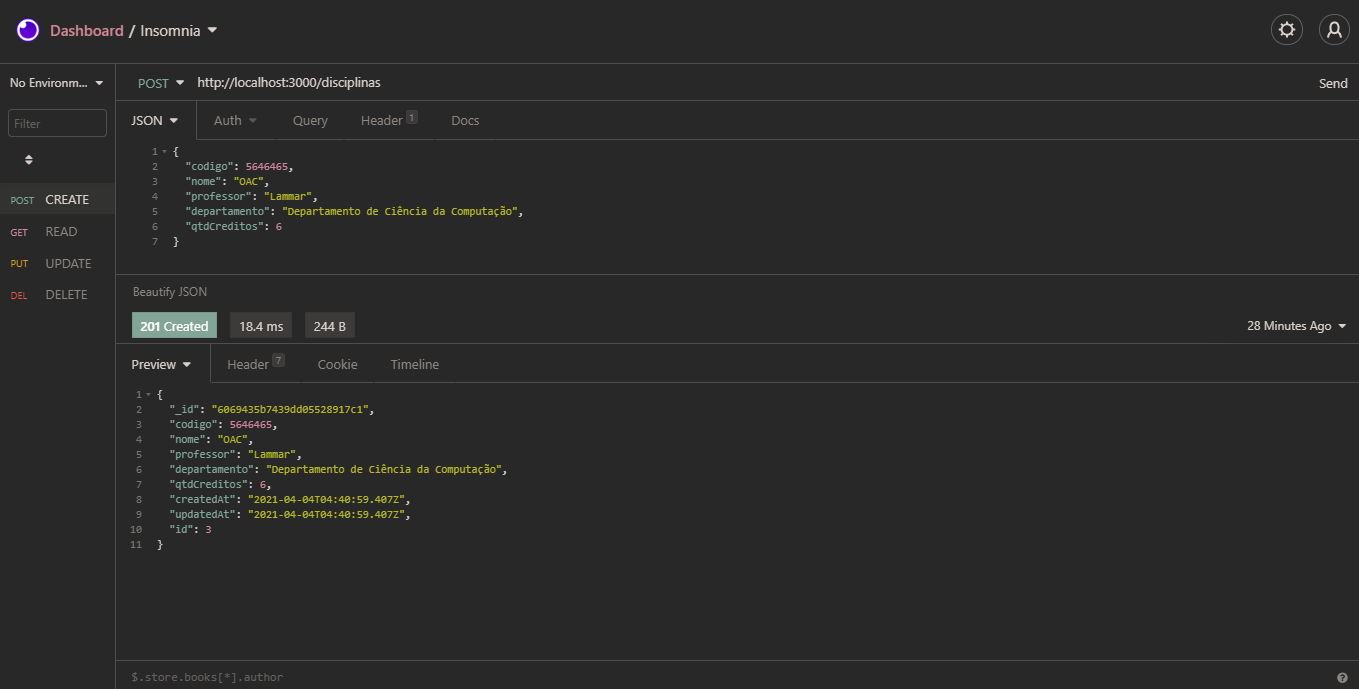 Dashboard / Insomnia
No Environm...
POST http://localhost:3000/disciplinas Send
Filter
JSON Auth Query Header 1 Docs
POST CREATE
GET READ
PUT UPDATE
DEL DELETE
1 {
2 "codigo": 5646465,
3 "nome": "OAC",
4 "professor": "Lammar",
5 "departamento": "Departamento de Ciência da Computação",
6 "qtdCreditos": 6
7 }
Beautify JSON
201 Created 18.4 ms 244 B 28 Minutes Ago
Preview Header 7 Cookie Timeline
1 {
2 "_id": "6069435b7439dd05528917c1",
3 "codigo": 5646465,
4 "nome": "OAC",
5 "professor": "Lammar",
6 "departamento": "Departamento de Ciência da Computação",
7 "qtdCreditos": 6,
8 "createdAt": "2021-04-04T04:40:59.407Z",
9 "updatedAt": "2021-04-04T04:40:59.407Z",
10 "id": 3
11 }
$.store.books[*].author
?